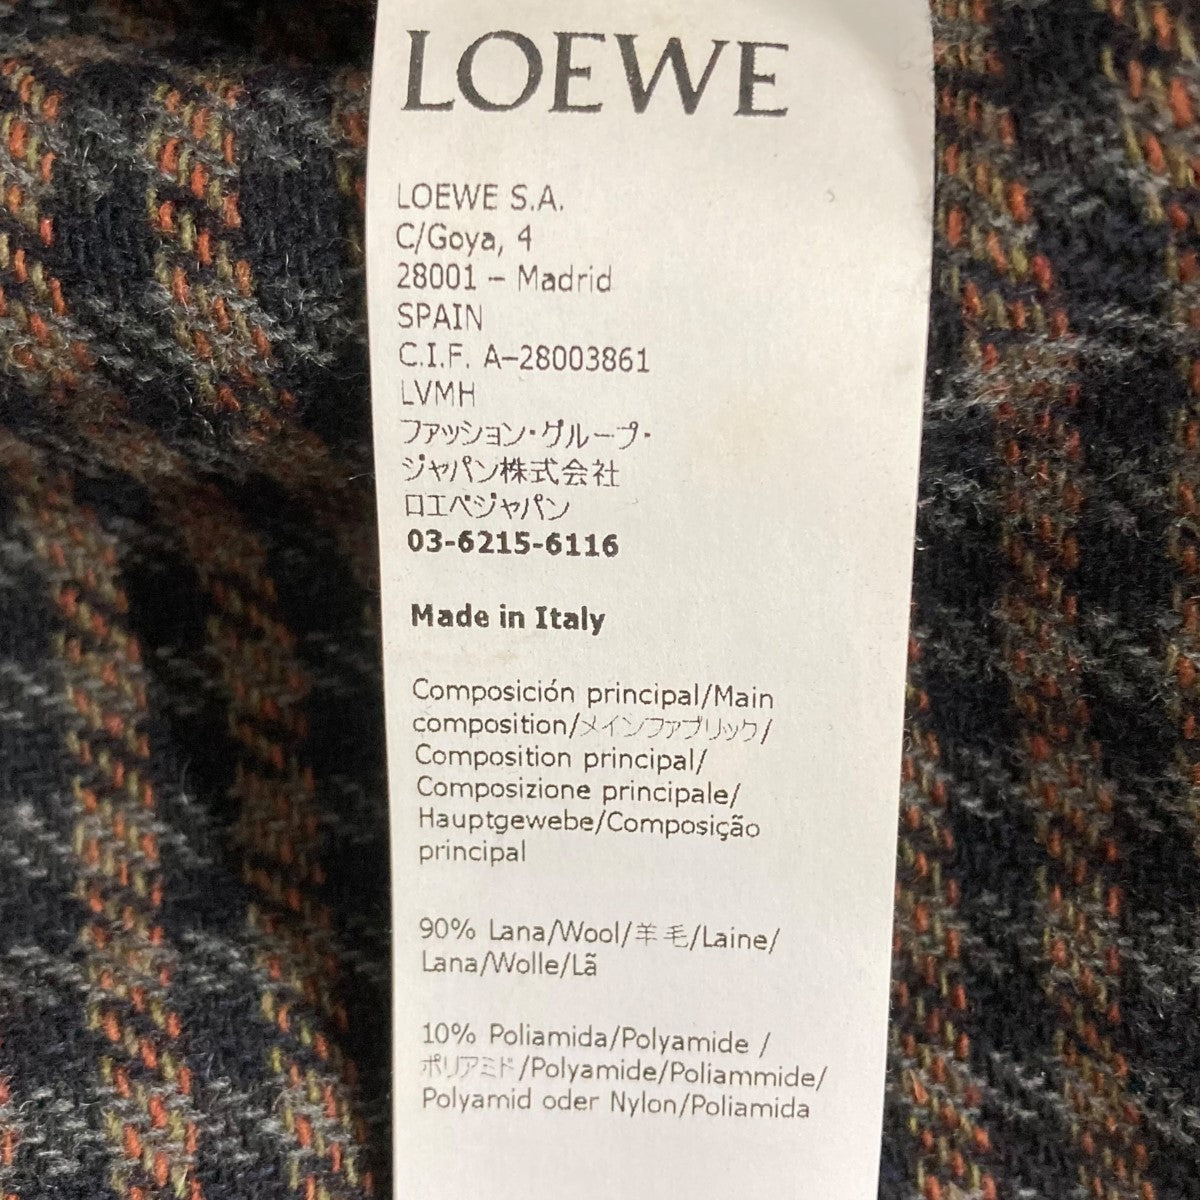 LOEWE
LOEWE S.A.
C/Goya, 4
28001 – Madrid
SPAIN
C.I.F. A–28003861
LVMH
ファッション・グループ・
ジャパン株式会社
ロエベジャパン
03-6215-6116
Made in Italy
Composición principal/Main
composition/メインファブリック/
Composition principal/
Composizione principale/
Hauptgewebe/Composição
principal
90% Lana/Wool/羊毛/Laine/
Lana/Wolle/Lã
10% Poliamida/Polyamide /
ポリアミド/Polyamide/Poliammide/
Polyamid oder Nylon/Poliamida